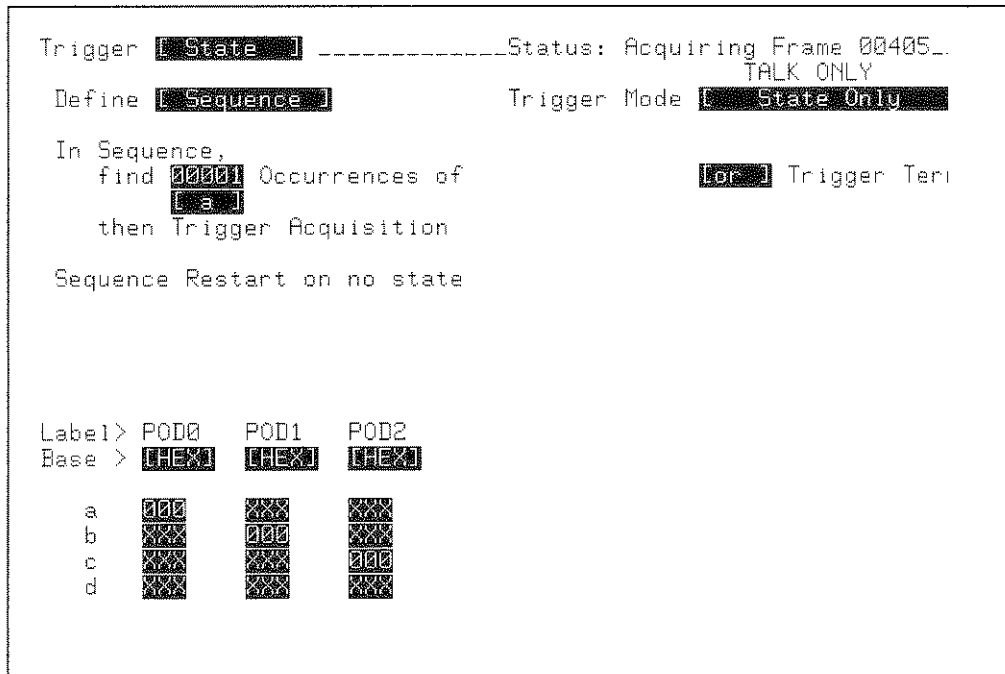 Trigger [ State ] _____________Status: Acquiring Frame 00405_.
TALK ONLY
Define [ Sequence ] Trigger Mode [ State Only
In Sequence,
find 00001 Occurrences of [or ] Trigger Ter
[ a ]
then Trigger Acquisition
Sequence Restart on no state
Label> POD0 POD1 POD2
Base > [HEX] [HEX] [HEX]
a 000 XXX XXX
b XXX 000 XXX
c XXX XXX 000
d XXX XXX XXX